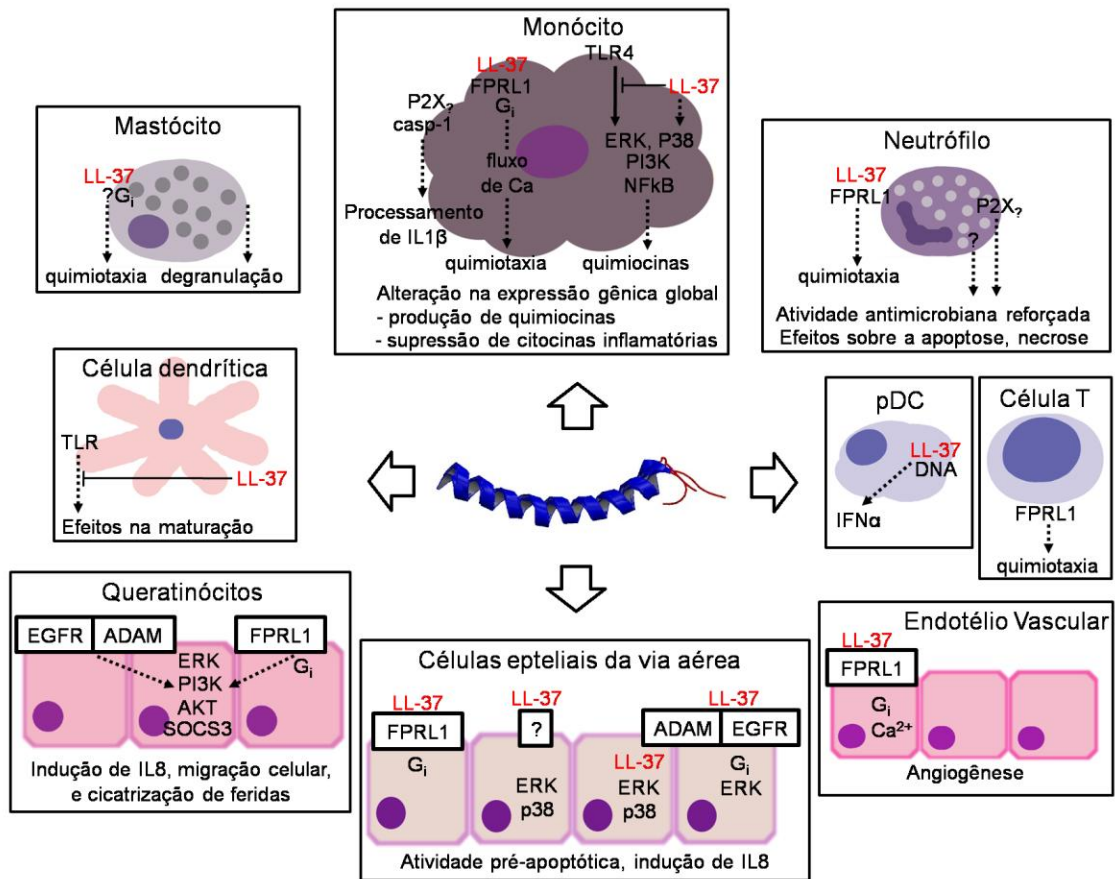 Monócito
TLR4
LL-37
FPRL1
Gi
LL-37
P2X?
casp-1
fluxo
de Ca
ERK, P38
PI3K
NFkB
Processamento
de IL1β
quimiotaxia
quimiocinas
Alteração na expressão gênica global
- produção de quimiocinas
- supressão de citocinas inflamatórias
Mastócito
LL-37
?Gi
quimiotaxia
degranulação
Neutrófilo
LL-37
FPRL1
P2X?
?
quimiotaxia
Atividade antimicrobiana reforçada
Efeitos sobre a apoptose, necrose
Célula dendrítica
TLR
LL-37
Efeitos na maturação
pDC
LL-37
DNA
IFNα
Célula T
FPRL1
quimiotaxia
Queratinócitos
EGFR
ADAM
FPRL1
Gi
ERK
PI3K
AKT
SOCS3
Indução de IL8, migração celular,
e cicatrização de feridas
Células epteliais da via aérea
LL-37
FPRL1
Gi
LL-37
?
ERK
p38
LL-37
ERK
p38
LL-37
ADAM
EGFR
Gi
ERK
Atividade pré-apoptótica, indução de IL8
Endotélio Vascular
LL-37
FPRL1
Gi
Ca2+
Angiogênese